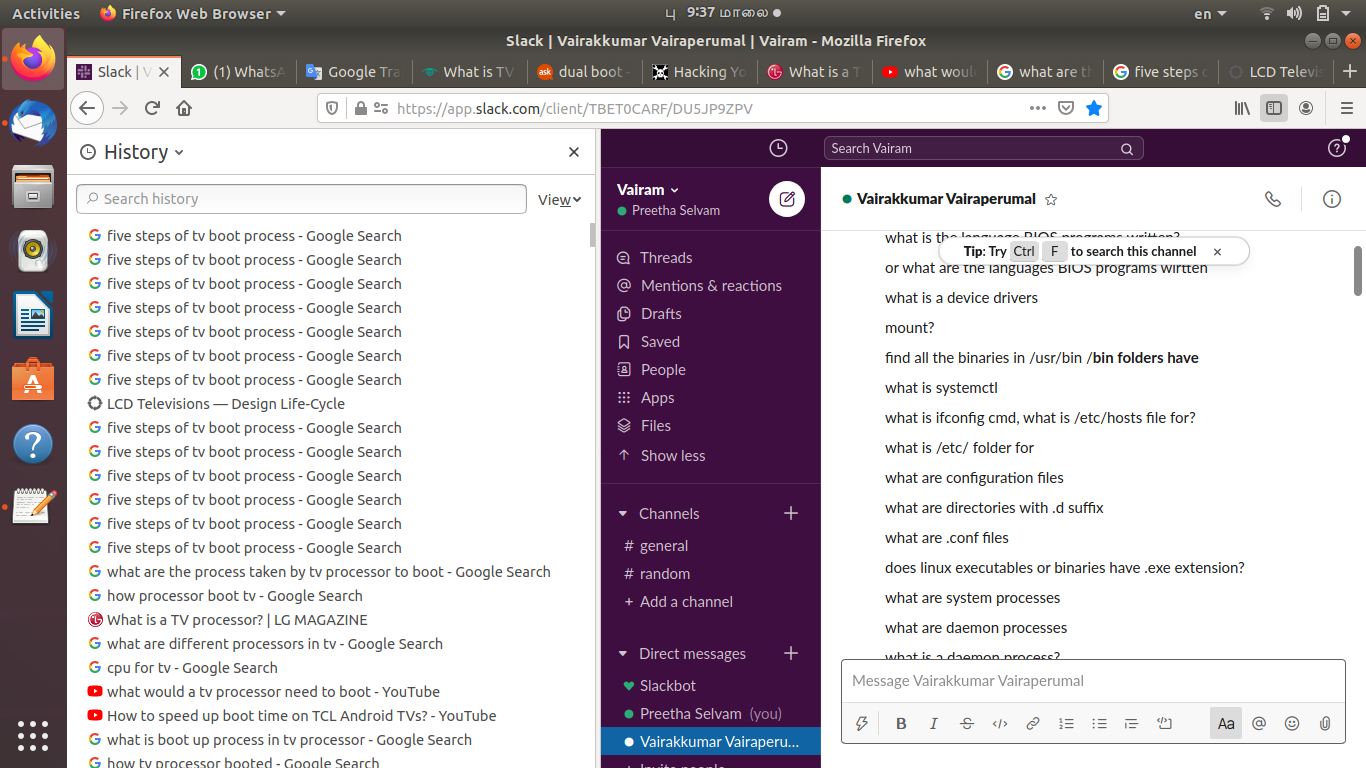 Activities
Firefox Web Browser
பு 9:37 மாலை
en
Slack | Vairakkumar Vairaperumal | Vairam - Mozilla Firefox
Slack | V
(1) WhatsA
Google Tra
What is TV
dual boot -
Hacking Yo
What is a T
what woul
what are th
five steps o
LCD Televis
https://app.slack.com/client/TBET0CARF/DU5JP9ZPV
History
Search history
View
five steps of tv boot process - Google Search
five steps of tv boot process - Google Search
five steps of tv boot process - Google Search
five steps of tv boot process - Google Search
five steps of tv boot process - Google Search
five steps of tv boot process - Google Search
five steps of tv boot process - Google Search
LCD Televisions — Design Life-Cycle
five steps of tv boot process - Google Search
five steps of tv boot process - Google Search
five steps of tv boot process - Google Search
five steps of tv boot process - Google Search
five steps of tv boot process - Google Search
five steps of tv boot process - Google Search
what are the process taken by tv processor to boot - Google Search
how processor boot tv - Google Search
What is a TV processor? | LG MAGAZINE
what are different processors in tv - Google Search
cpu for tv - Google Search
what would a tv processor need to boot - YouTube
How to speed up boot time on TCL Android TVs? - YouTube
what is boot up process in tv processor - Google Search
how tv processor booted - Google Search
Search Vairam
Vairam
Preetha Selvam
Threads
Mentions & reactions
Drafts
Saved
People
Apps
Files
Show less
Channels
# general
# random
+ Add a channel
Direct messages
Slackbot
Preetha Selvam (you)
Vairakkumar Vairaperu...
+ Invite people
Vairakkumar Vairaperumal
what is the language BIOS programs written?
Tip: Try Ctrl F to search this channel
or what are the languages BIOS programs wirtten
what is a device drivers
mount?
find all the binaries in /usr/bin /bin folders have
what is systemctl
what is ifconfig cmd, what is /etc/hosts file for?
what is /etc/ folder for
what are configuration files
what are directories with .d suffix
what are .conf files
does linux executables or binaries have .exe extension?
what are system processes
what are daemon processes
what is a daemon process?
Message Vairakkumar Vairaperumal
B I S Aa